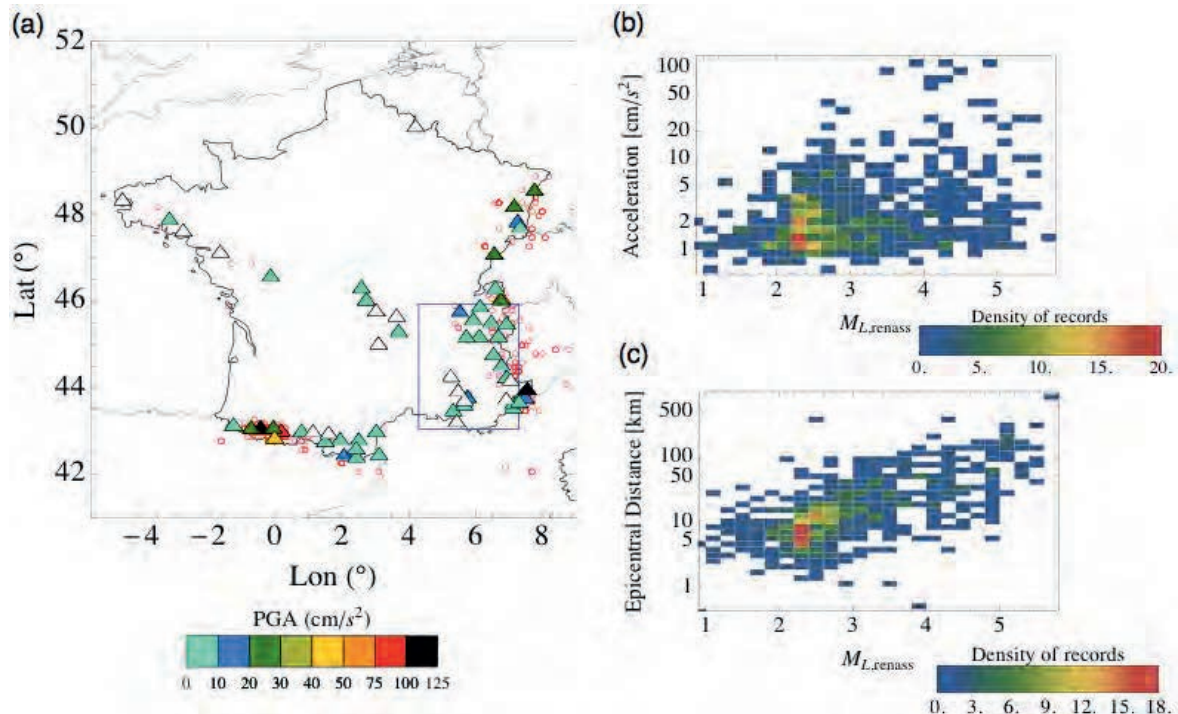 (a)
52
50
48
46
44
42
Lat (°)
−4 −2 0 2 4 6 8
Lon (°)
PGA (cm/s²)
0 10 20 30 40 50 75 100 125
(b)
Acceleration [cm/s²]
100
50
20
10
5
2
1
1 2 3 4 5
M_L,renass
Density of records
0. 5. 10. 15. 20.
(c)
Epicentral Distance [km]
500
100
50
10
5
1
1 2 3 4 5
M_L,renass
Density of records
0. 3. 6. 9. 12. 15. 18.